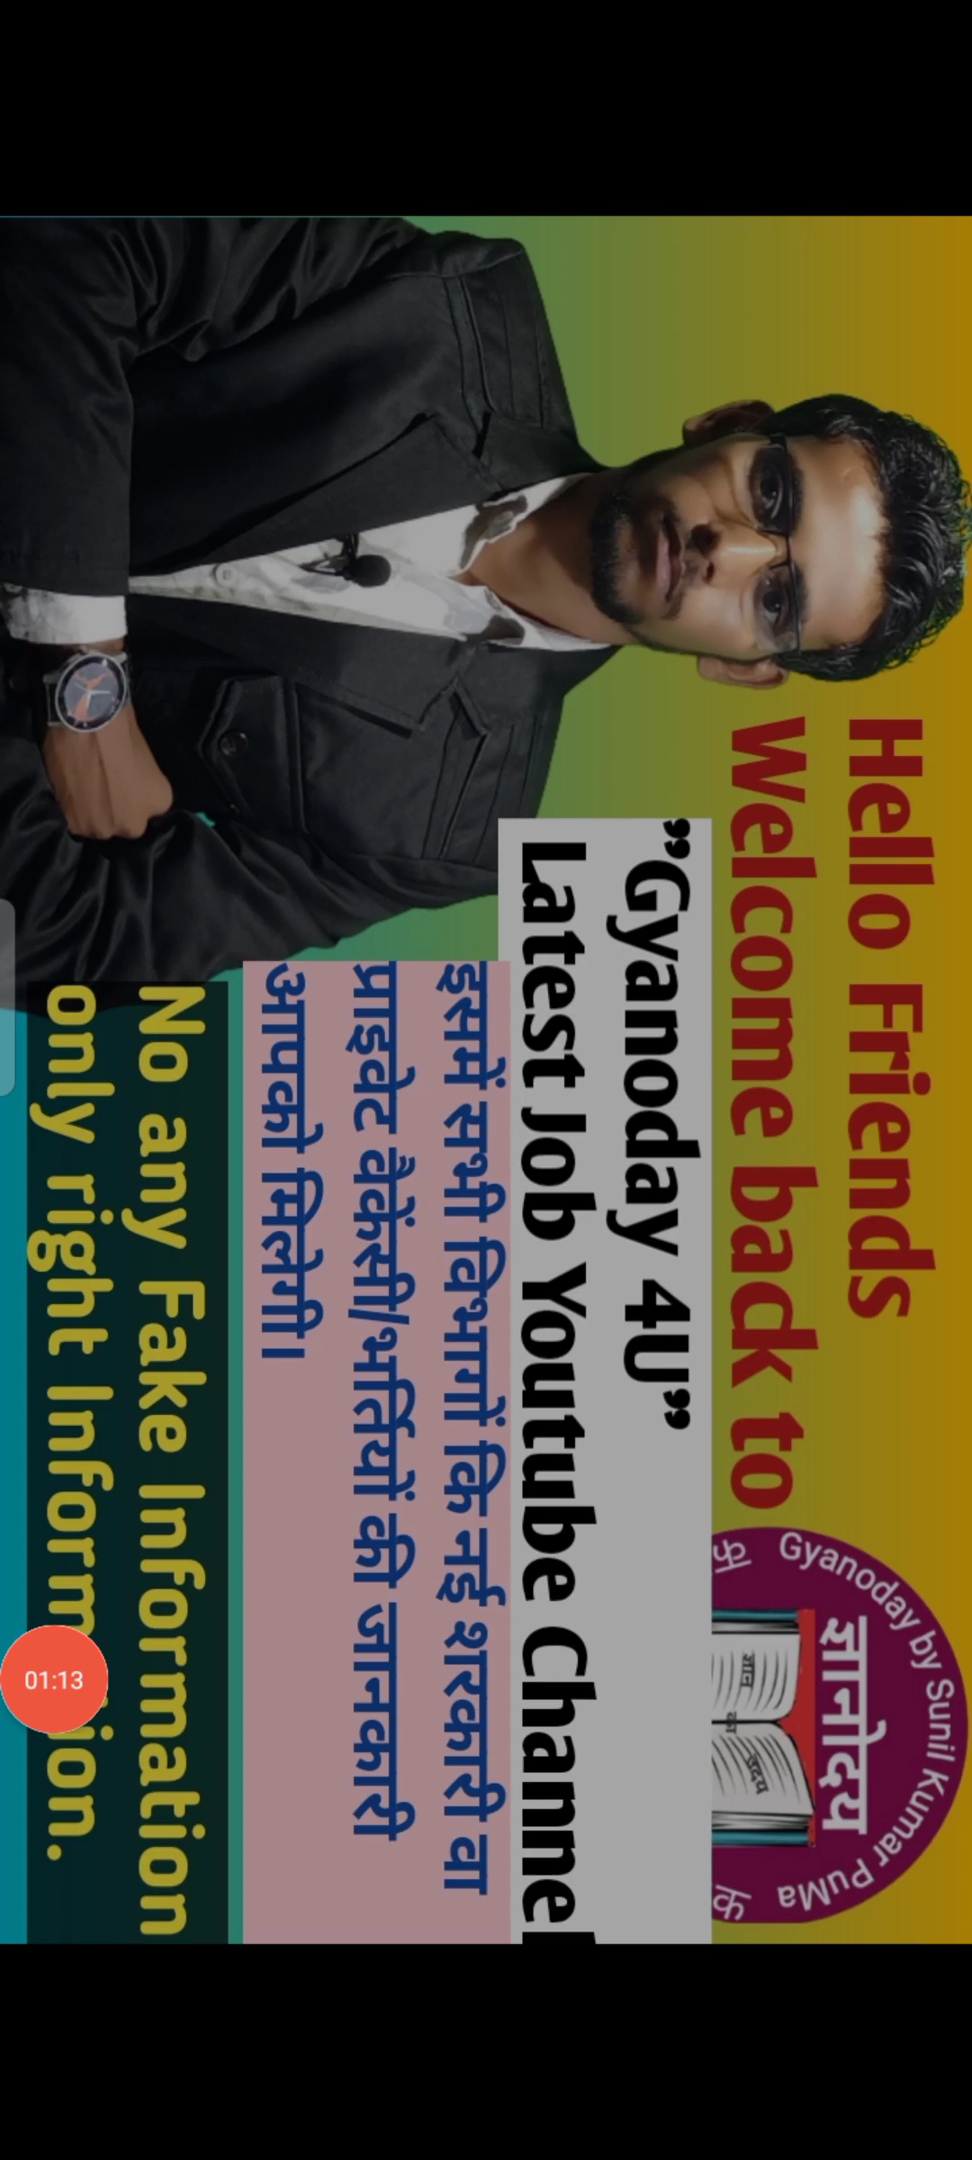 Hello Friends
Welcome back to
"Gyanoday 4U"
Latest Job Youtube Channel
इसमें सभी विभागों कि नई शरकारी वा
प्राइवेट वैकेंसी/भर्तियों की जानकारी
आपको मिलेगी।
No any Fake Information
only right Information.
Gyanoday by Sunil Kumar PuMa
ज्ञानोदय
ज्ञान
01:13